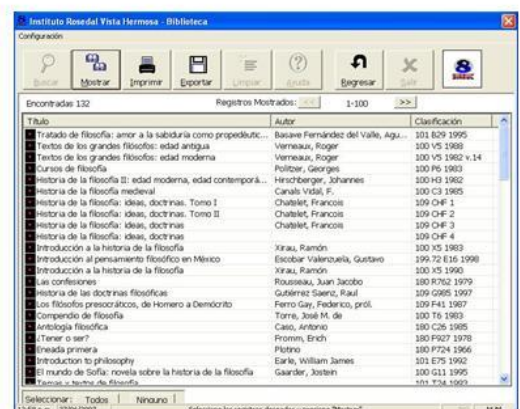 Instituto Rosedal Vista Hermosa - Biblioteca
Configuración
Buscar Mostrar Imprimir Exportar Limpiar Ayuda Regresar Salir SIABUC
Encontradas 132 Registros Mostrados: << 1-100 >>
Título Autor Clasificación
Tratado de filosofía: amor a la sabiduría como propedéutic... Basave Fernández del Valle, Agu... 101 B29 1995
Textos de los grandes filósofos: edad antigua Verneaux, Roger 100 V5 1988
Textos de los grandes filósofos: edad moderna Verneaux, Roger 100 V5 1982 v.14
Cursos de filosofía Politzer, Georges 100 P6 1983
Historia de la filosofía II: edad moderna, edad contemporá... Hirschberger, Johannes 100 H3 1982
Historia de la filosofía medieval Canals Vidal, F. 100 C3 1985
Historia de la filosofía: ideas, doctrinas. Tomo I Chatelet, Francois 109 CHF 1
Historia de la filosofía: ideas, doctrinas. Tomo II Chatelet, Francois 109 CHF 2
Historia de la filosofía: ideas, doctrinas Chatelet, Francois 109 CHF 3
Historia de la filosofía: ideas, doctrinas 109 CHF 4
Introducción a la historia de la filosofía Xirau, Ramón 100 X5 1983
Introducción al pensamiento filosófico en México Escobar Valenzuela, Gustavo 199.72 E16 1998
Introducción a la historia de la filosofía Xirau, Ramón 100 X5 1990
Las confesiones Rousseau, Juan Jacobo 180 R762 1979
Historia de las doctrinas filosóficas Gutiérrez Saenz, Raul 109 G985 1997
Los filósofos presocráticos, de Homero a Demócrito Ferro Gay, Federico, pról. 109 F41 1987
Compendio de filosofía Torre, José M. de 100 T6 1983
Antología filosófica Caso, Antonio 180 C26 1985
¿Tener o ser? Fromm, Erich 180 F927 1978
Eneada primera Plotino 180 P724 1966
Introduction to philosophy Earle, William James 101 E75 1992
El mundo de Sofía: novela sobre la historia de la filosofía Gaarder, Jostein 100 G11 1995
Temas y textos de filosofía 101 T24 1993
Seleccionar: Todos Ninguno